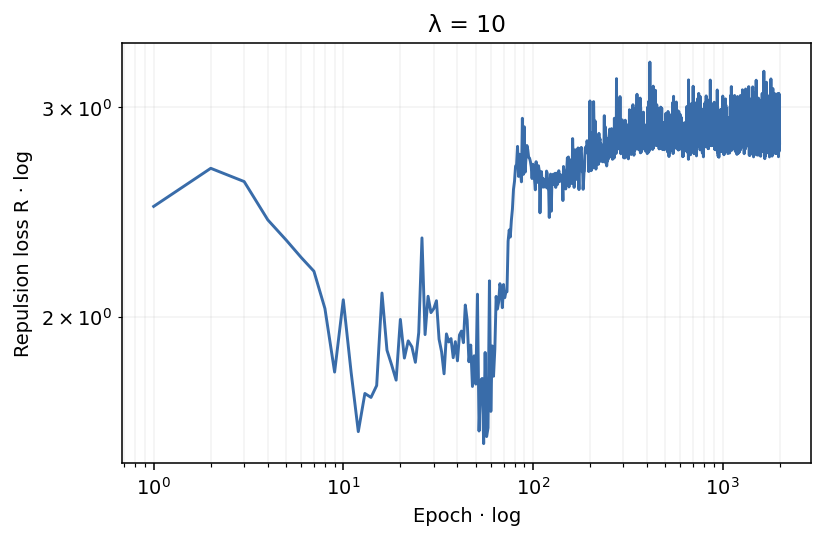 λ = 10
Repulsion loss R · log
3 × 10⁰
2 × 10⁰
10⁰ 10¹ 10² 10³
Epoch · log